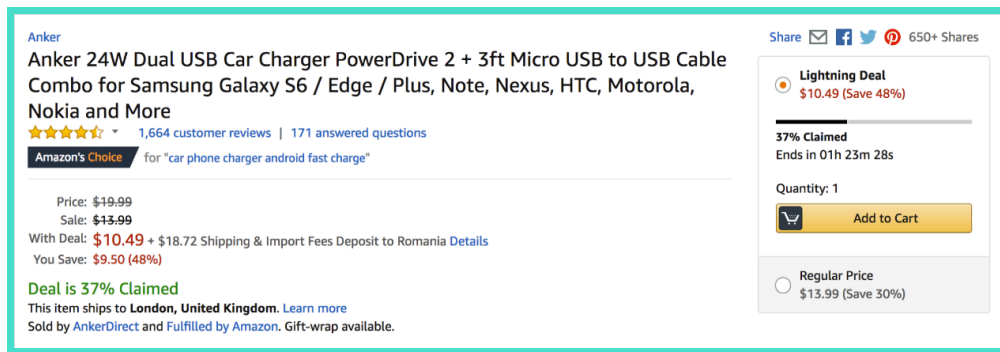 Anker
Anker 24W Dual USB Car Charger PowerDrive 2 + 3ft Micro USB to USB Cable
Combo for Samsung Galaxy S6 / Edge / Plus, Note, Nexus, HTC, Motorola,
Nokia and More
1,664 customer reviews | 171 answered questions
Amazon's Choice for "car phone charger android fast charge"
Price: $19.99
Sale: $13.99
With Deal: $10.49 + $18.72 Shipping & Import Fees Deposit to Romania Details
You Save: $9.50 (48%)
Deal is 37% Claimed
This item ships to London, United Kingdom. Learn more
Sold by AnkerDirect and Fulfilled by Amazon. Gift-wrap available.
Share 650+ Shares
Lightning Deal
$10.49 (Save 48%)
37% Claimed
Ends in 01h 23m 28s
Quantity: 1
Add to Cart
Regular Price
$13.99 (Save 30%)